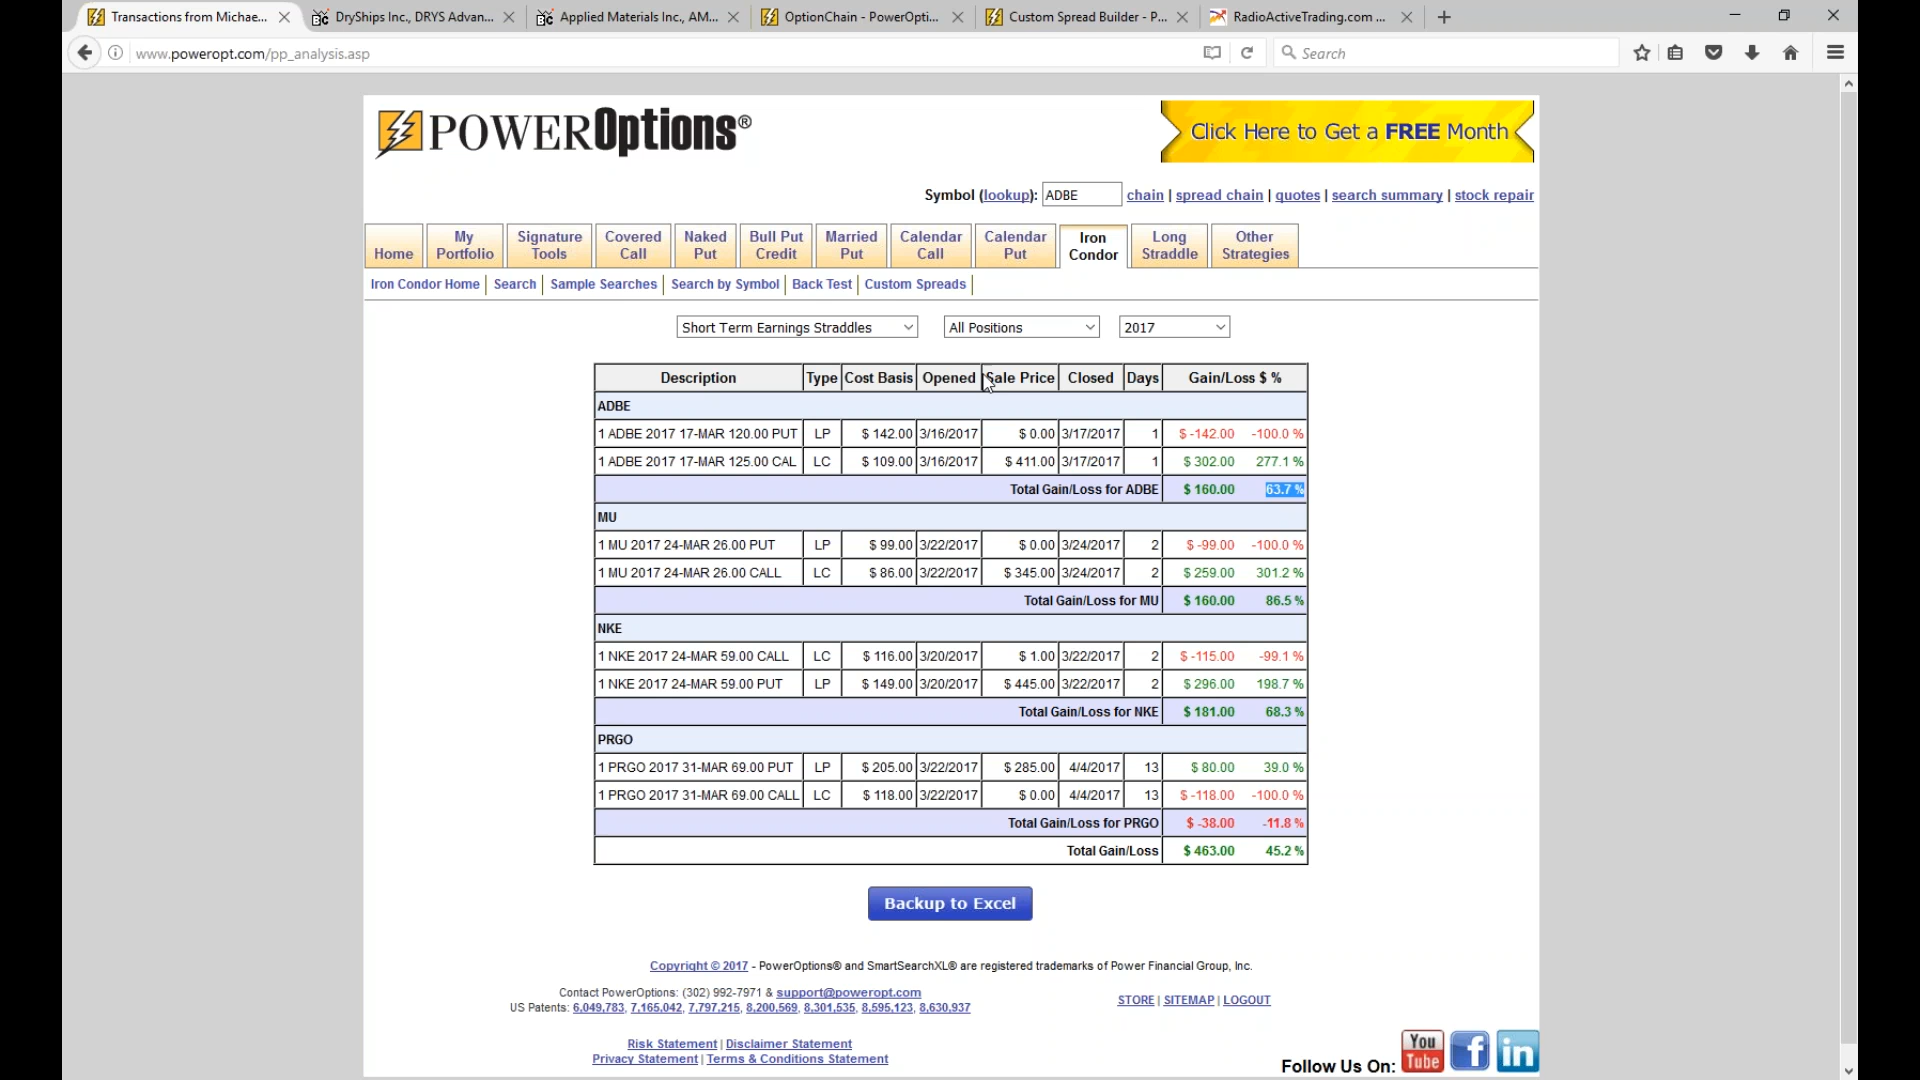 Transactions from Michae... DryShips Inc., DRYS Advan... Applied Materials Inc., AM... OptionChain - PowerOpti... Custom Spread Builder - P... RadioActiveTrading.com ...
www.poweropt.com/pp_analysis.asp Search
POWEROptions® Click Here to Get a FREE Month
Symbol (lookup): ADBE chain | spread chain | quotes | search summary | stock repair
Home My Portfolio Signature Tools Covered Call Naked Put Bull Put Credit Married Put Calendar Call Calendar Put Iron Condor Long Straddle Other Strategies
Iron Condor Home Search Sample Searches Search by Symbol Back Test Custom Spreads
Short Term Earnings Straddles All Positions 2017
Description Type Cost Basis Opened Sale Price Closed Days Gain/Loss $ %
ADBE
1 ADBE 2017 17-MAR 120.00 PUT LP $ 142.00 3/16/2017 $ 0.00 3/17/2017 1 $ -142.00 -100.0 %
1 ADBE 2017 17-MAR 125.00 CAL LC $ 109.00 3/16/2017 $ 411.00 3/17/2017 1 $ 302.00 277.1 %
Total Gain/Loss for ADBE $ 160.00 63.7 %
MU
1 MU 2017 24-MAR 26.00 PUT LP $ 99.00 3/22/2017 $ 0.00 3/24/2017 2 $ -99.00 -100.0 %
1 MU 2017 24-MAR 26.00 CALL LC $ 86.00 3/22/2017 $ 345.00 3/24/2017 2 $ 259.00 301.2 %
Total Gain/Loss for MU $ 160.00 86.5 %
NKE
1 NKE 2017 24-MAR 59.00 CALL LC $ 116.00 3/20/2017 $ 1.00 3/22/2017 2 $ -115.00 -99.1 %
1 NKE 2017 24-MAR 59.00 PUT LP $ 149.00 3/20/2017 $ 445.00 3/22/2017 2 $ 296.00 198.7 %
Total Gain/Loss for NKE $ 181.00 68.3 %
PRGO
1 PRGO 2017 31-MAR 69.00 PUT LP $ 205.00 3/22/2017 $ 285.00 4/4/2017 13 $ 80.00 39.0 %
1 PRGO 2017 31-MAR 69.00 CALL LC $ 118.00 3/22/2017 $ 0.00 4/4/2017 13 $ -118.00 -100.0 %
Total Gain/Loss for PRGO $ -38.00 -11.8 %
Total Gain/Loss $ 463.00 45.2 %
Backup to Excel
Copyright © 2017 - PowerOptions® and SmartSearchXL® are registered trademarks of Power Financial Group, Inc.
Contact PowerOptions: (302) 992-7971 & support@poweropt.com
US Patents: 6,049,783, 7,165,042, 7,797,215, 8,200,569, 8,301,535, 8,595,123, 8,630,937
STORE | SITEMAP | LOGOUT
Risk Statement | Disclaimer Statement
Privacy Statement | Terms & Conditions Statement
Follow Us On: You Tube f in